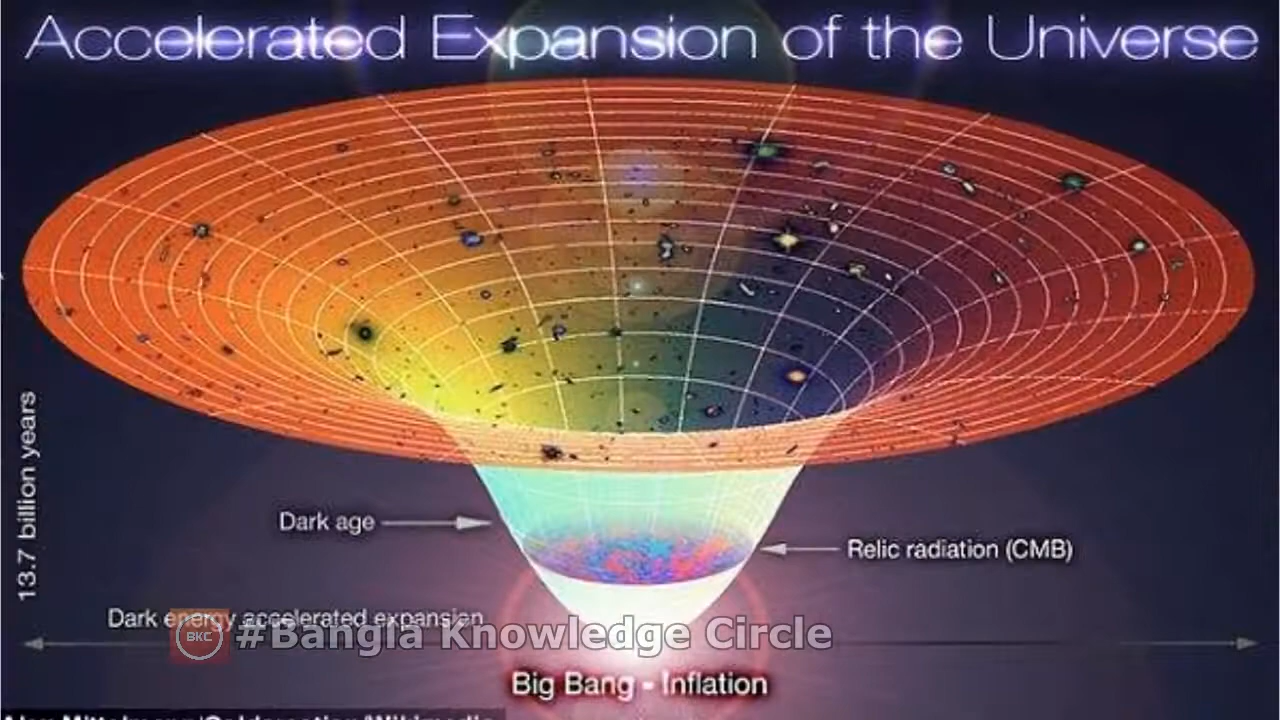 Accelerated Expansion of the Universe
13.7 billion years
Dark age
Relic radiation (CMB)
Dark energy accelerated expansion
BKC #Bangla Knowledge Circle
Big Bang - Inflation